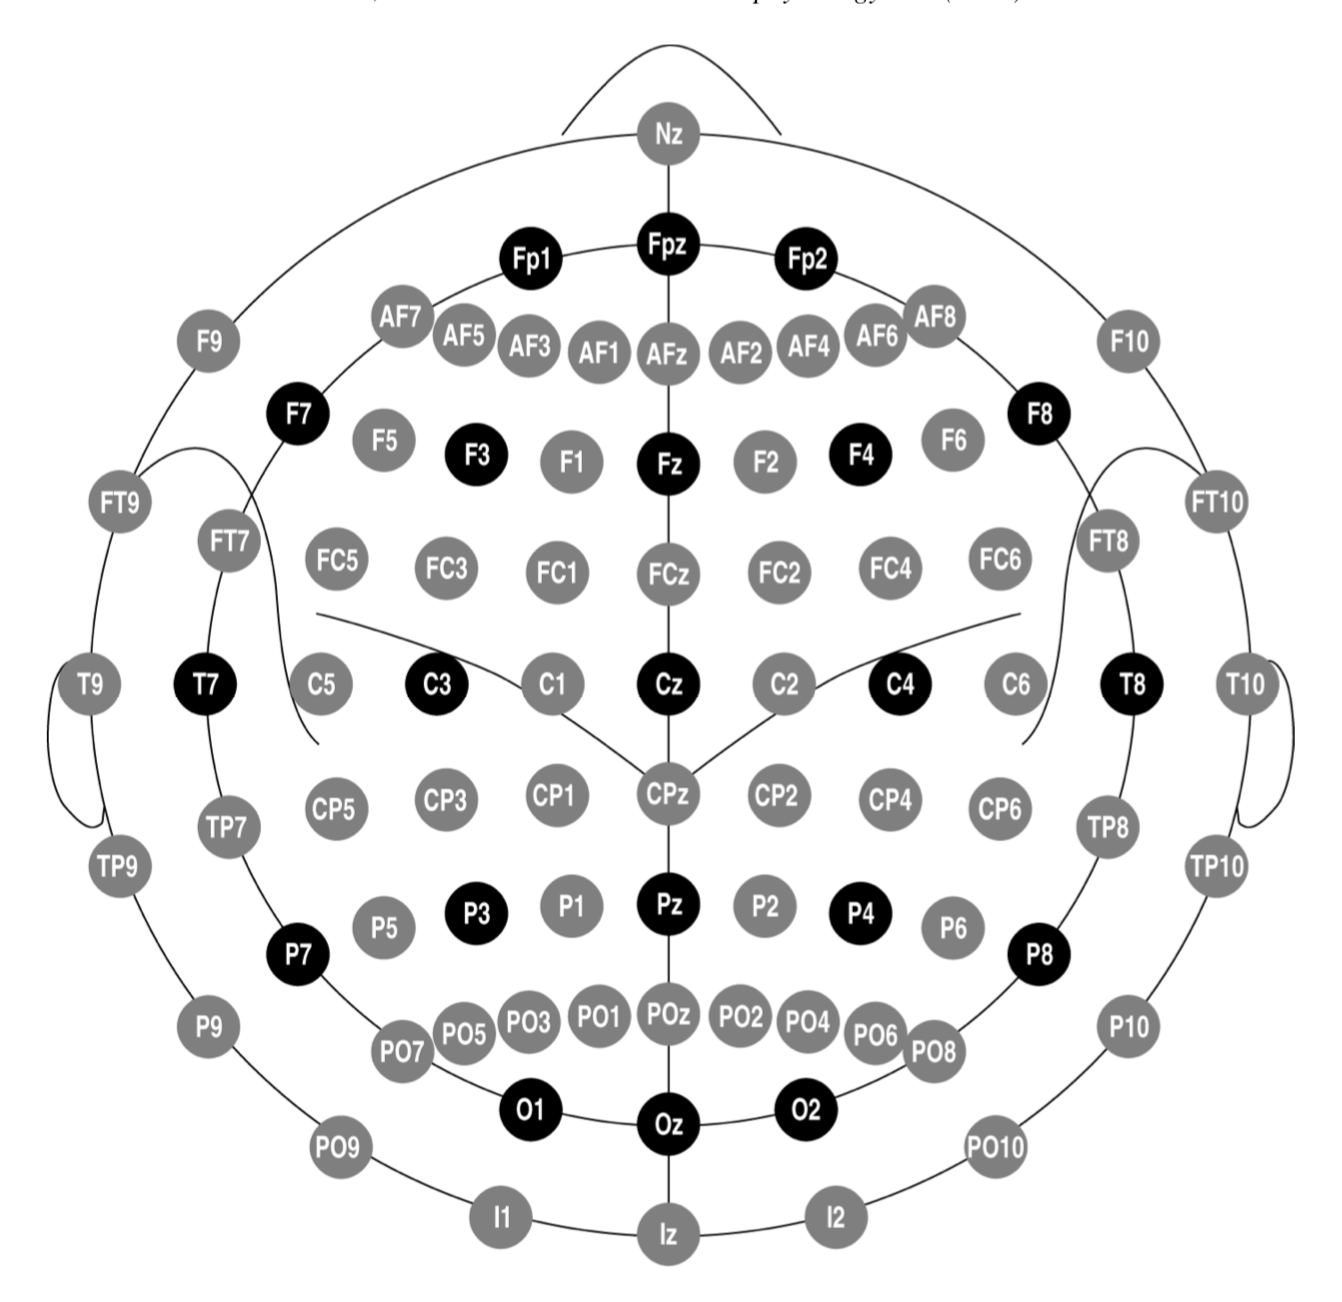 Nz
Fp1 Fpz Fp2
AF7 AF5 AF3 AF1 AFz AF2 AF4 AF6 AF8
F9 F10
F7 F5 F3 F1 Fz F2 F4 F6 F8
FT9 FT7 FC5 FC3 FC1 FCz FC2 FC4 FC6 FT8 FT10
T9 T7 C5 C3 C1 Cz C2 C4 C6 T8 T10
TP7 CP5 CP3 CP1 CPz CP2 CP4 CP6 TP8
TP9 TP10
P7 P5 P3 P1 Pz P2 P4 P6 P8
P9 PO7 PO5 PO3 PO1 POz PO2 PO4 PO6 PO8 P10
O1 Oz O2
PO9 PO10
I1 Iz I2